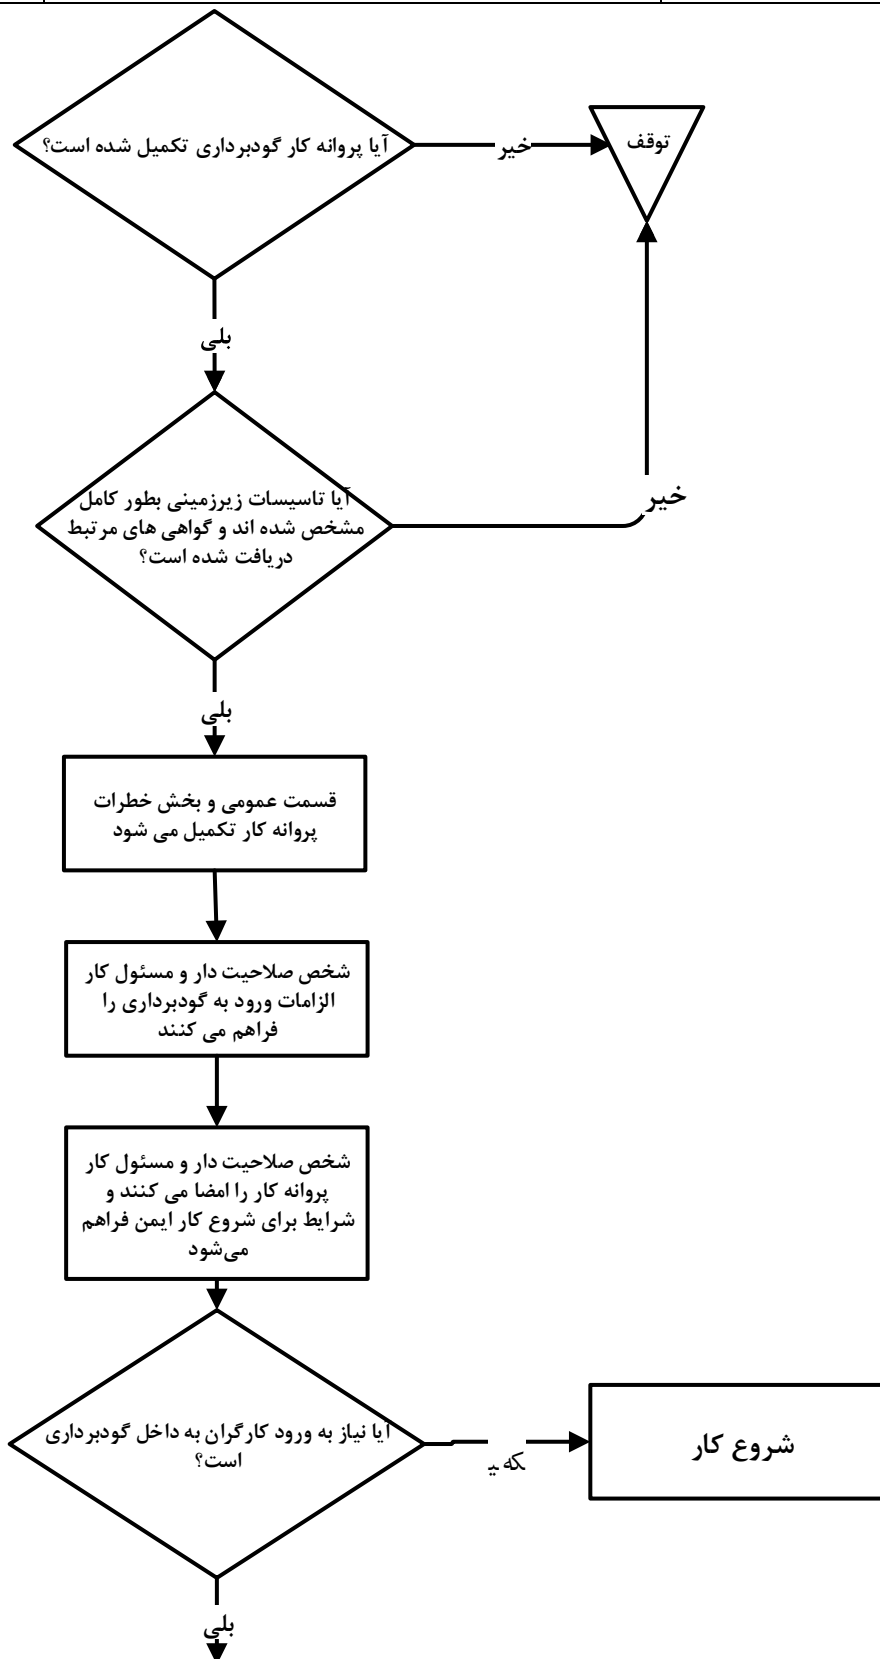 آیا پروانه کار گودبرداری تکمیل شده است؟
خیر
توقف
بلی
آیا تاسیسات زیرزمینی بطور کامل
مشخص شده اند و گواهی های مرتبط
دریافت شده است؟
خیر
بلی
قسمت عمومی و بخش خطرات
پروانه کار تکمیل می شود
شخص صلاحیت دار و مسئول کار
الزامات ورود به گودبرداری را
فراهم می کنند
شخص صلاحیت دار و مسئول کار
پروانه کار را امضا می کنند و
شرایط برای شروع کار ایمن فراهم
می‌شود
آیا نیاز به ورود کارگران به داخل گودبرداری
است؟
شروع کار
بلی